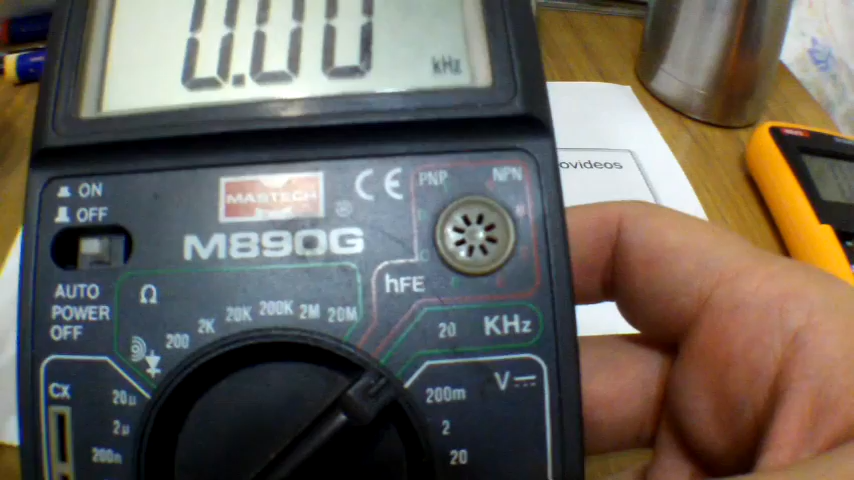 0.00
kHz
ON
OFF
MASTECH
®
CE
PNP
NPN
M890G
hFE
AUTO
POWER
OFF
Ω
200
2K
20K
200K
2M
20M
20 KHz
CX
20μ
2μ
200n
V
200m
2
20
ovideos